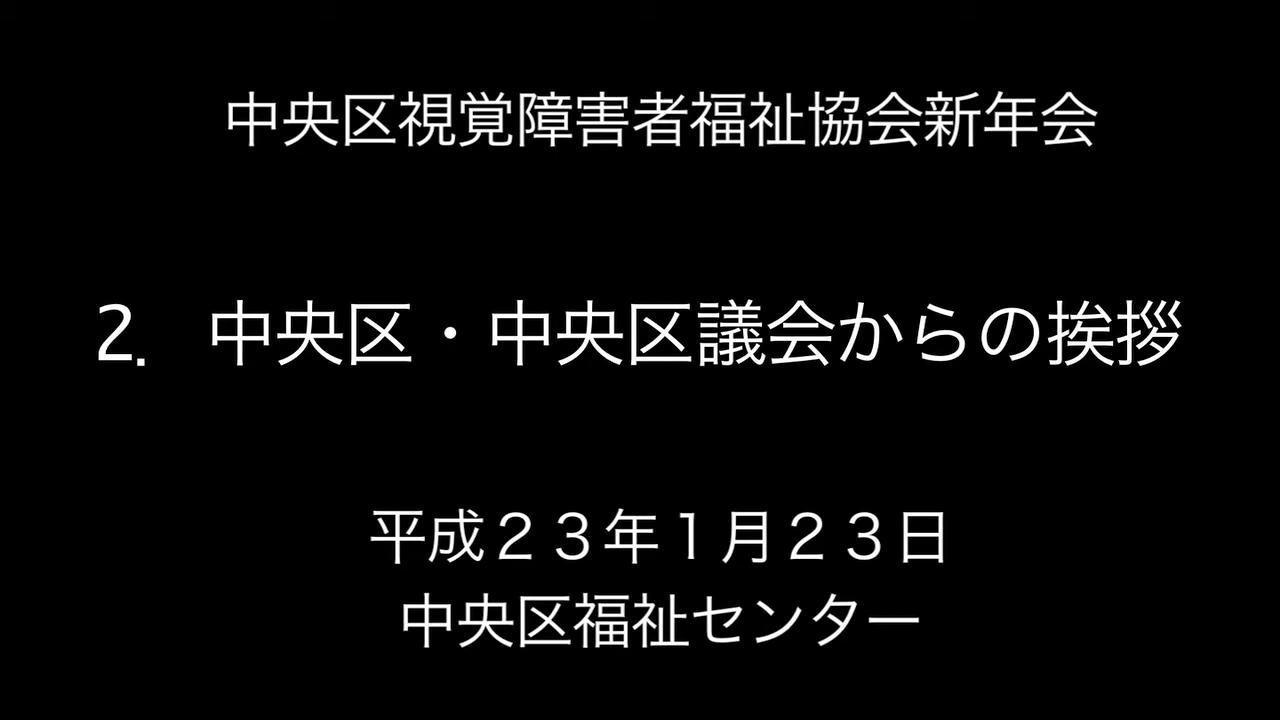 中央区視覚障害者福祉協会新年会
2. 中央区・中央区議会からの挨拶
平成２３年１月２３日
中央区福祉センター